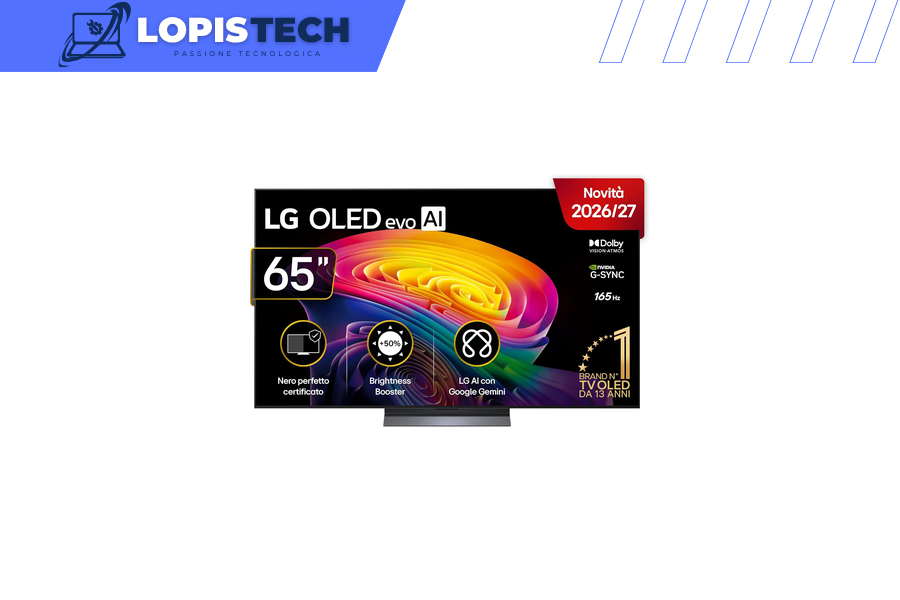 LOPISTECH
PASSIONE TECNOLOGICA
Novità
2026/27
LG OLED evo AI
65”
Dolby
VISION·ATMOS
NVIDIA
G-SYNC
165Hz
+50%
Nero perfetto
certificato
Brightness
Booster
LG AI con
Google Gemini
1
BRAND N°
TV OLED
DA 13 ANNI